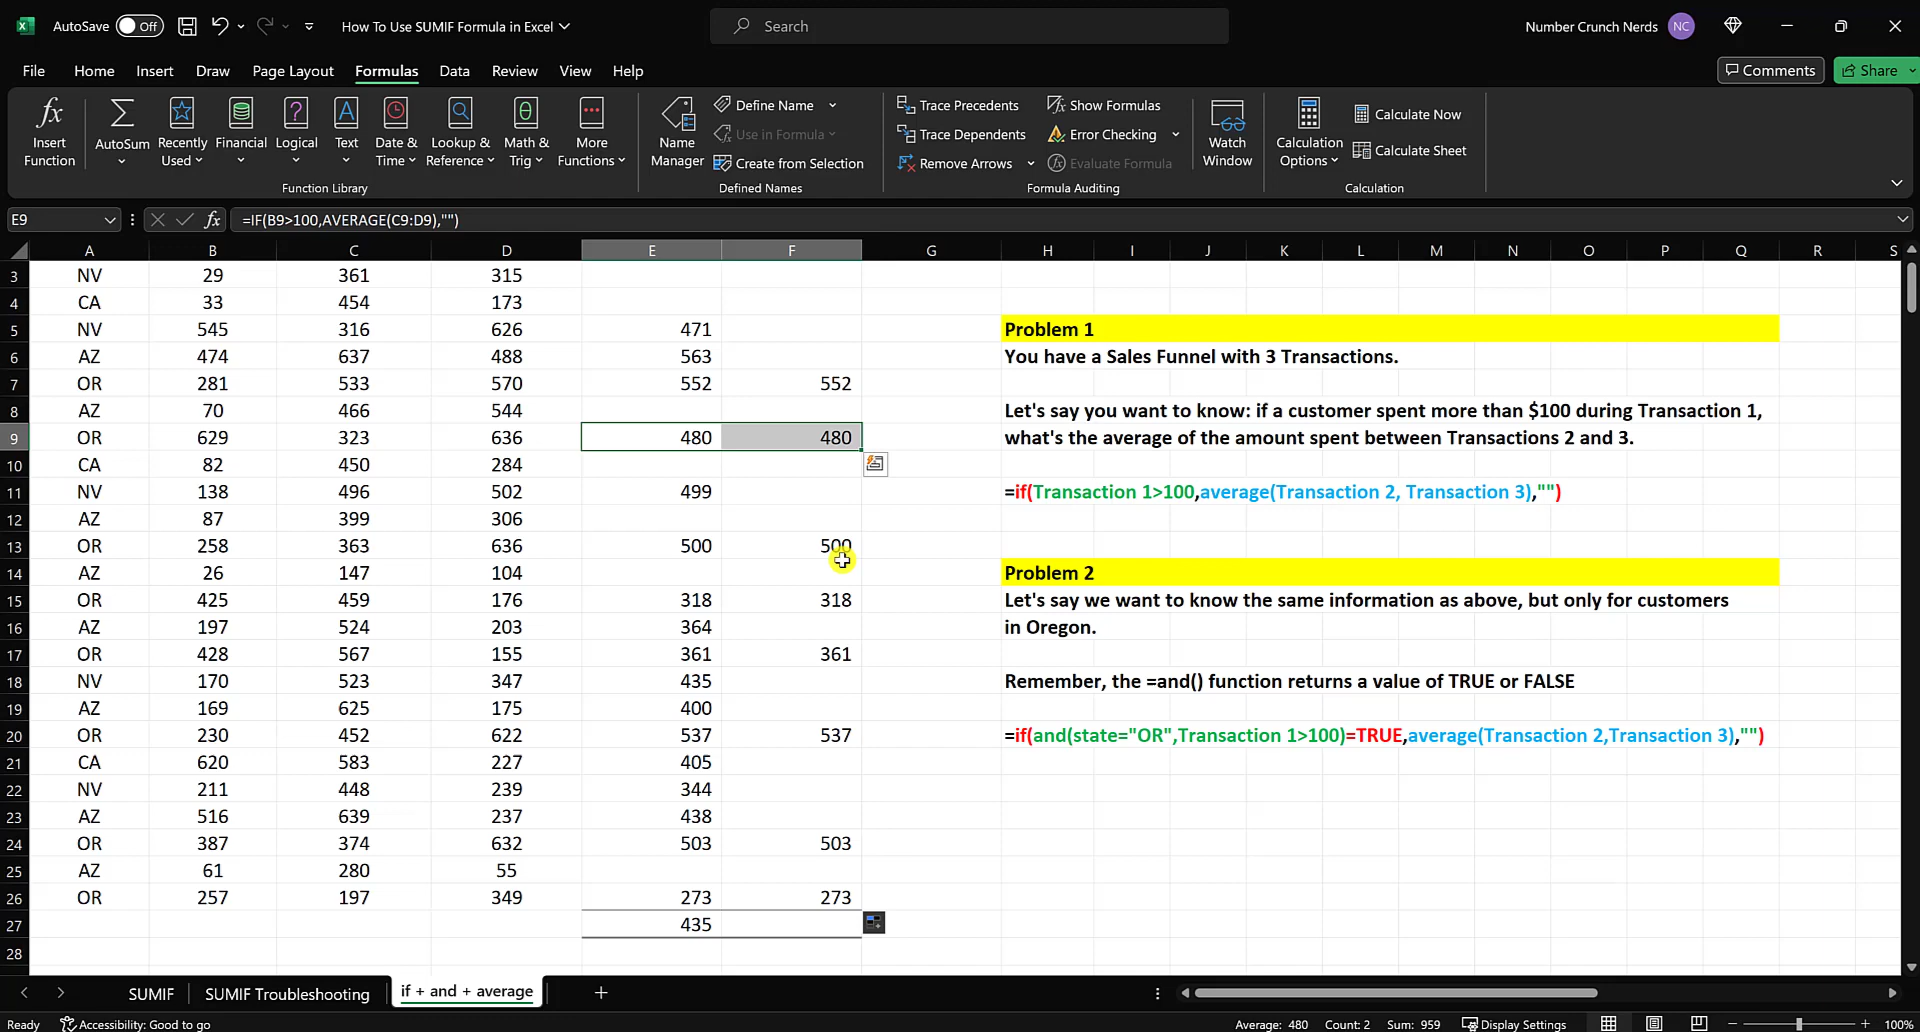 AutoSave Off How To Use SUMIF Formula in Excel Search Number Crunch Nerds NC
File Home Insert Draw Page Layout Formulas Data Review View Help Comments Share
Insert Function
AutoSum
Recently Used
Financial
Logical
Text
Date & Time
Lookup & Reference
Math & Trig
More Functions
Function Library
Name Manager
Define Name
Use in Formula
Create from Selection
Defined Names
Trace Precedents
Trace Dependents
Remove Arrows
Show Formulas
Error Checking
Evaluate Formula
Formula Auditing
Watch Window
Calculation Options
Calculate Now
Calculate Sheet
Calculation
E9 fx =IF(B9>100,AVERAGE(C9:D9),"")
A B C D E F G H I J K L M N O P Q R S
3 NV 29 361 315
4 CA 33 454 173
5 NV 545 316 626 471 Problem 1
6 AZ 474 637 488 563 You have a Sales Funnel with 3 Transactions.
7 OR 281 533 570 552 552
8 AZ 70 466 544 Let's say you want to know: if a customer spent more than $100 during Transaction 1,
9 OR 629 323 636 480 480 what's the average of the amount spent between Transactions 2 and 3.
10 CA 82 450 284
11 NV 138 496 502 499 =if(Transaction 1>100,average(Transaction 2, Transaction 3),"")
12 AZ 87 399 306
13 OR 258 363 636 500 500
14 AZ 26 147 104 Problem 2
15 OR 425 459 176 318 318 Let's say we want to know the same information as above, but only for customers
16 AZ 197 524 203 364 in Oregon.
17 OR 428 567 155 361 361
18 NV 170 523 347 435 Remember, the =and() function returns a value of TRUE or FALSE
19 AZ 169 625 175 400
20 OR 230 452 622 537 537 =if(and(state="OR",Transaction 1>100)=TRUE,average(Transaction 2,Transaction 3),"")
21 CA 620 583 227 405
22 NV 211 448 239 344
23 AZ 516 639 237 438
24 OR 387 374 632 503 503
25 AZ 61 280 55
26 OR 257 197 349 273 273
27 435
28
SUMIF SUMIF Troubleshooting if + and + average
Ready Accessibility: Good to go Average: 480 Count: 2 Sum: 959 Display Settings 100%